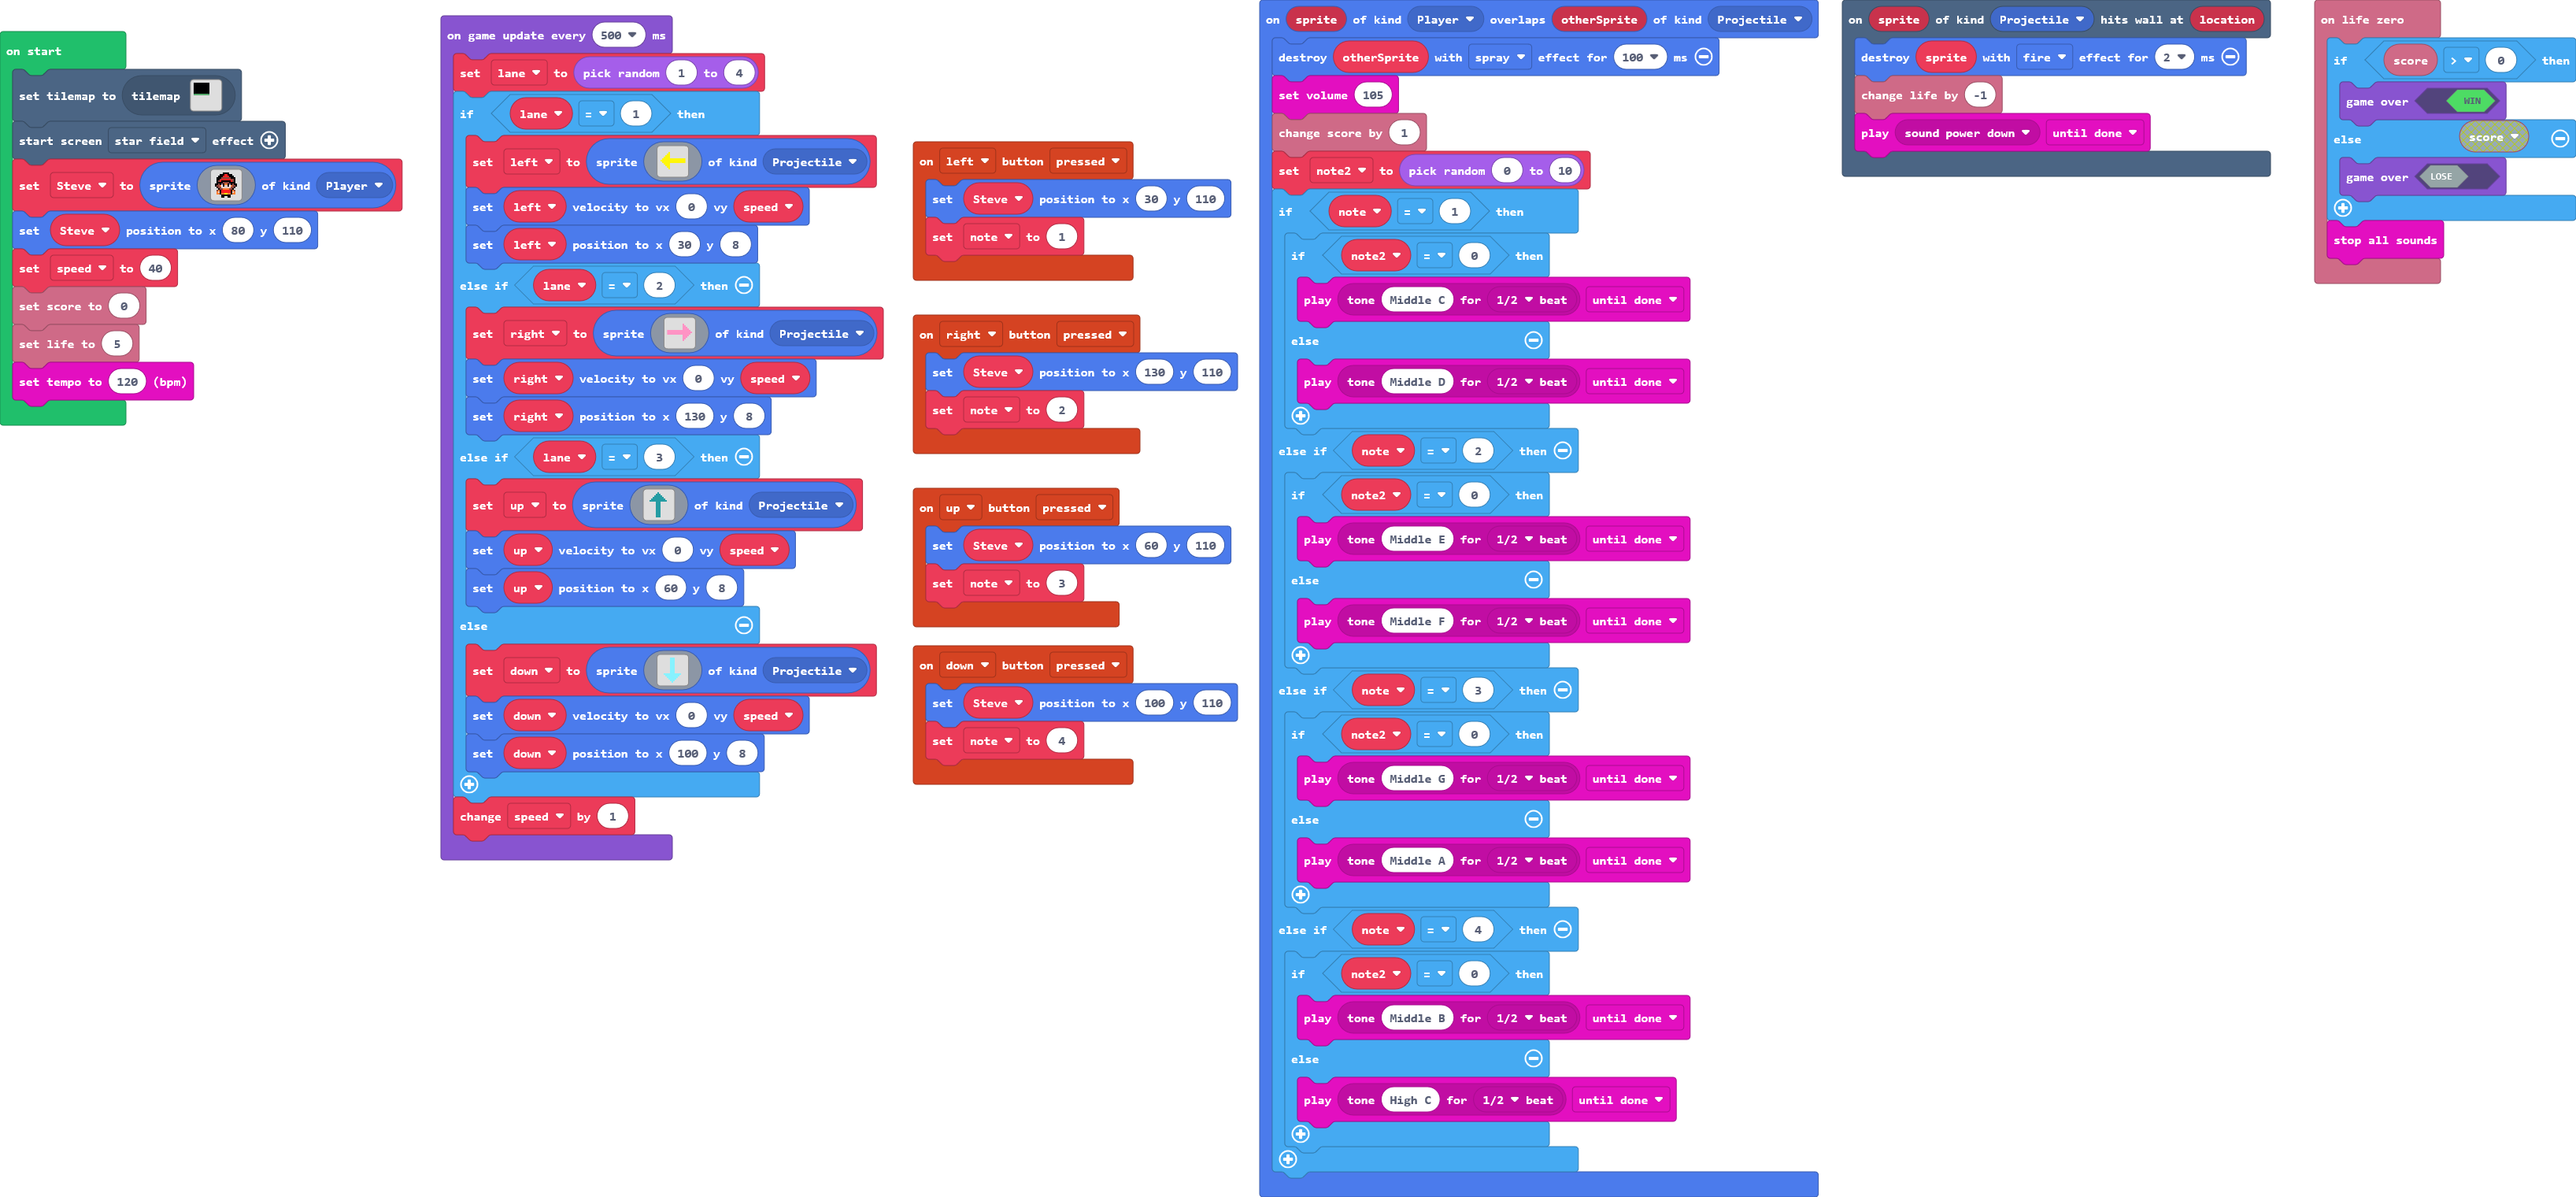 on start
set tilemap to tilemap
start screen star field effect
set Steve to sprite of kind Player
set Steve position to x 80 y 110
set speed to 40
set score to 0
set life to 5
set tempo to 120 (bpm)
on game update every 500 ms
set lane to pick random 1 to 4
if lane = 1 then
set left to sprite of kind Projectile
set left velocity to vx 0 vy speed
set left position to x 30 y 8
else if lane = 2 then
set right to sprite of kind Projectile
set right velocity to vx 0 vy speed
set right position to x 130 y 8
else if lane = 3 then
set up to sprite of kind Projectile
set up velocity to vx 0 vy speed
set up position to x 60 y 8
else
set down to sprite of kind Projectile
set down velocity to vx 0 vy speed
set down position to x 100 y 8
change speed by 1
on left button pressed
set Steve position to x 30 y 110
set note to 1
on right button pressed
set Steve position to x 130 y 110
set note to 2
on up button pressed
set Steve position to x 60 y 110
set note to 3
on down button pressed
set Steve position to x 100 y 110
set note to 4
on sprite of kind Player overlaps otherSprite of kind Projectile
destroy otherSprite with spray effect for 100 ms
set volume 105
change score by 1
set note2 to pick random 0 to 10
if note = 1 then
if note2 = 0 then
play tone Middle C for 1/2 beat until done
else
play tone Middle D for 1/2 beat until done
else if note = 2 then
if note2 = 0 then
play tone Middle E for 1/2 beat until done
else
play tone Middle F for 1/2 beat until done
else if note = 3 then
if note2 = 0 then
play tone Middle G for 1/2 beat until done
else
play tone Middle A for 1/2 beat until done
else if note = 4 then
if note2 = 0 then
play tone Middle B for 1/2 beat until done
else
play tone High C for 1/2 beat until done
on sprite of kind Projectile hits wall at location
destroy sprite with fire effect for 2 ms
change life by -1
play sound power down until done
on life zero
if score > 0 then
game over WIN
else score
game over LOSE
stop all sounds